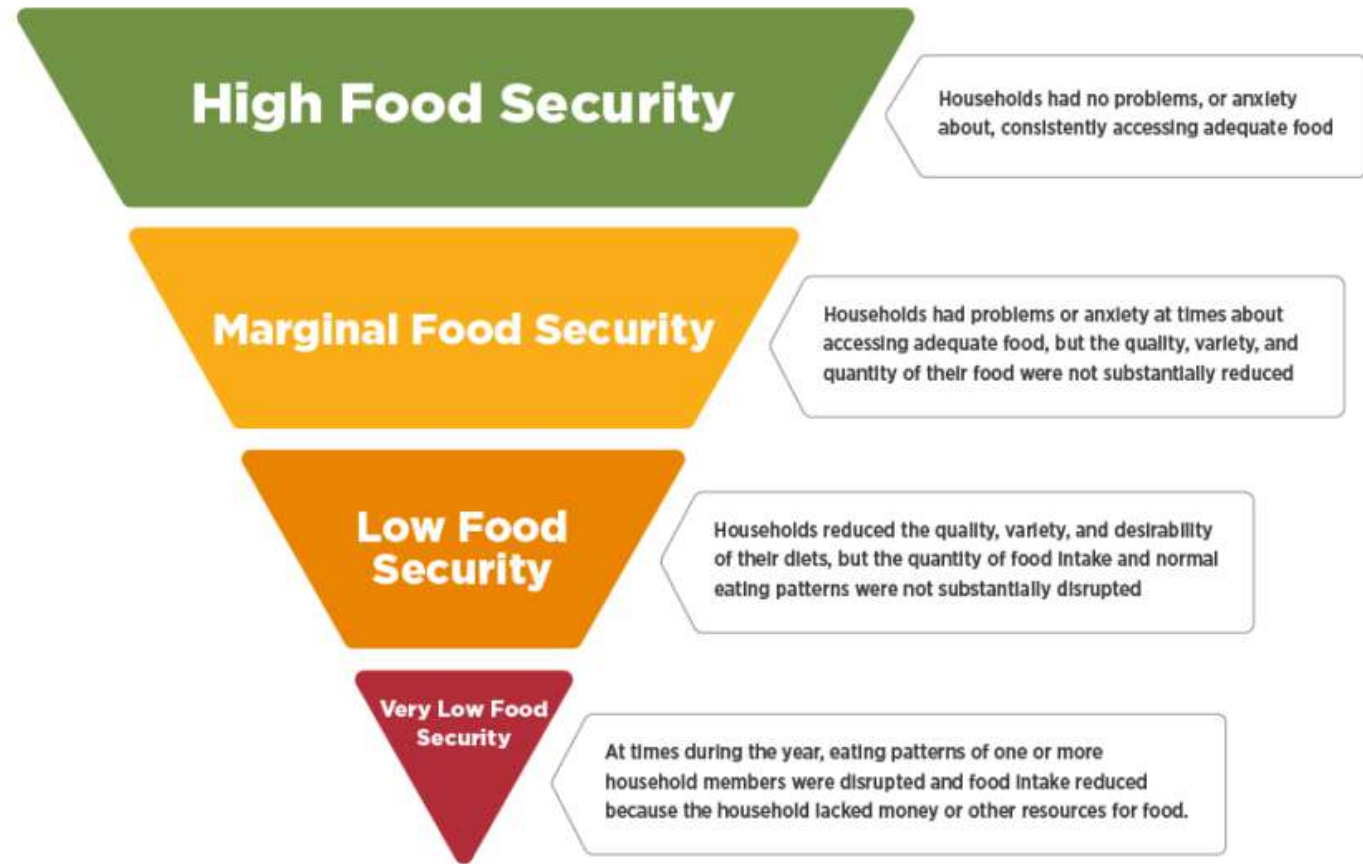 High Food Security
Households had no problems, or anxiety
about, consistently accessing adequate food
Marginal Food Security
Households had problems or anxiety at times about
accessing adequate food, but the quality, variety, and
quantity of their food were not substantially reduced
Low Food
Security
Households reduced the quality, variety, and desirability
of their diets, but the quantity of food intake and normal
eating patterns were not substantially disrupted
Very Low Food
Security
At times during the year, eating patterns of one or more
household members were disrupted and food intake reduced
because the household lacked money or other resources for food.